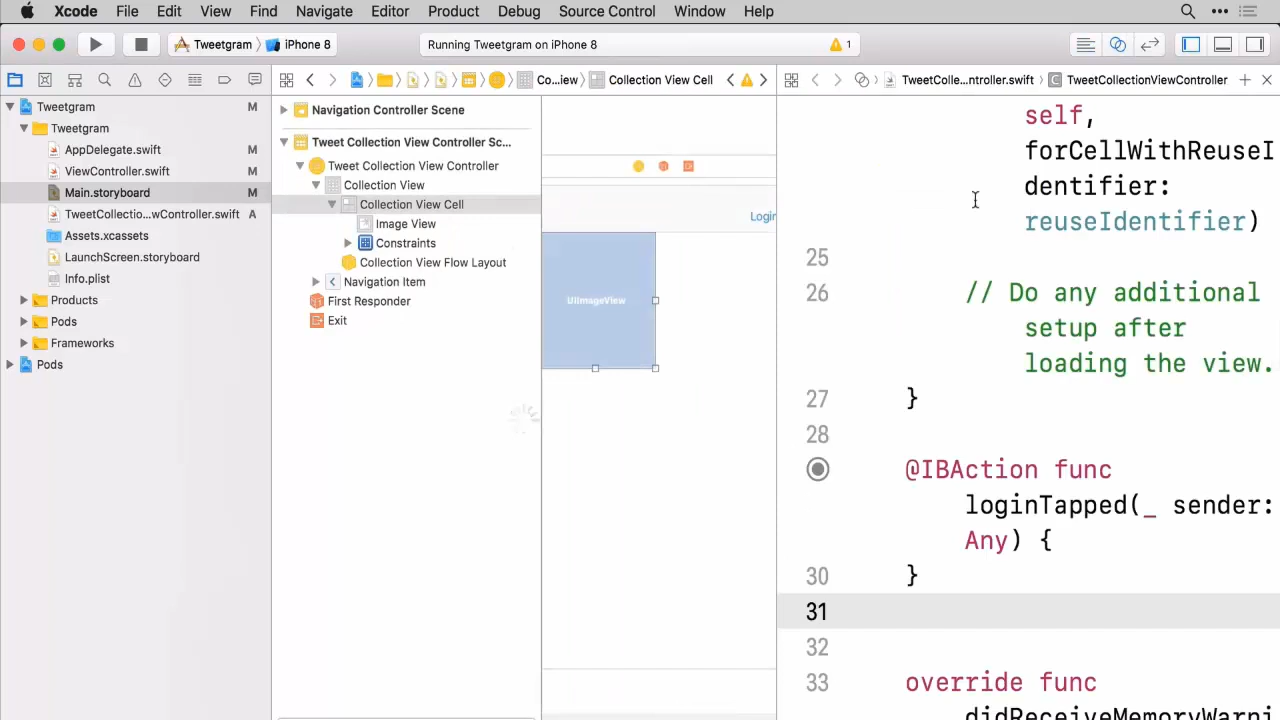 Xcode File Edit View Find Navigate Editor Product Debug Source Control Window Help
Tweetgram iPhone 8 Running Tweetgram on iPhone 8 1
Co...iew Collection View Cell TweetColle...ntroller.swift TweetCollectionViewController
Tweetgram M
Tweetgram
AppDelegate.swift M
ViewController.swift M
Main.storyboard M
TweetCollectio...wController.swift A
Assets.xcassets
LaunchScreen.storyboard
Info.plist
Products
Pods
Frameworks
Pods
Navigation Controller Scene
Tweet Collection View Controller Sc...
Tweet Collection View Controller
Collection View
Collection View Cell
Image View
Constraints
Collection View Flow Layout
Navigation Item
First Responder
Exit
Login
UIImageView
self,
forCellWithReuseI
dentifier:
reuseIdentifier)
25
26 // Do any additional
setup after
loading the view.
27 }
28
@IBAction func
loginTapped(_ sender:
Any) {
30 }
31
32
33 override func
didReceiveMemoryWarni